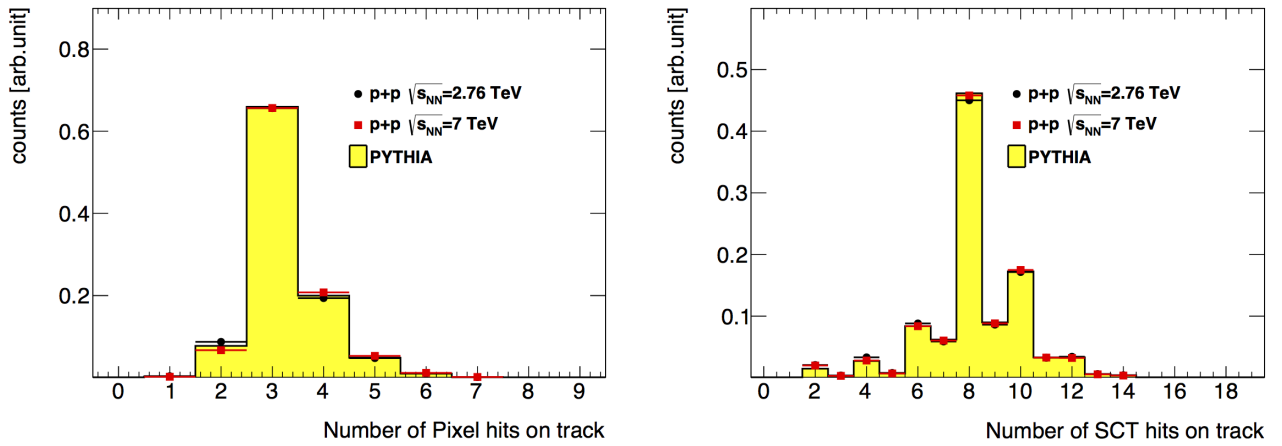 counts [arb.unit]
0.8
0.6
0.4
0.2
p+p √sNN=2.76 TeV
p+p √sNN=7 TeV
PYTHIA
0 1 2 3 4 5 6 7 8 9
Number of Pixel hits on track
counts [arb.unit]
0.5
0.4
0.3
0.2
0.1
p+p √sNN=2.76 TeV
p+p √sNN=7 TeV
PYTHIA
0 2 4 6 8 10 12 14 16 18
Number of SCT hits on track